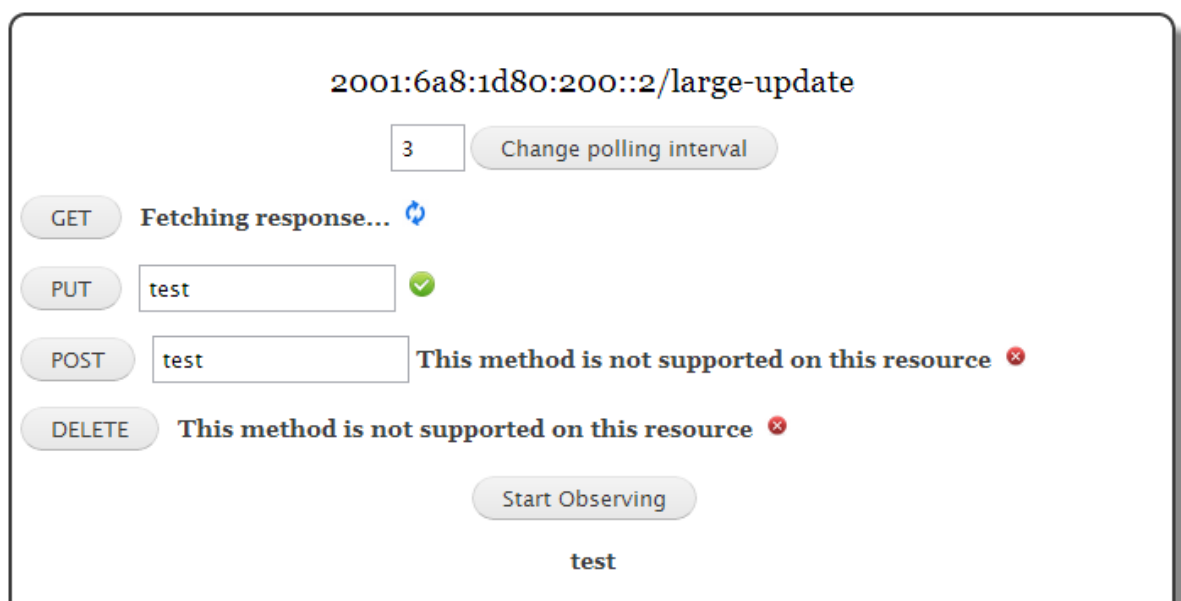 2001:6a8:1d80:200::2/large-update
3 Change polling interval
GET Fetching response...
PUT test
POST test This method is not supported on this resource
DELETE This method is not supported on this resource
Start Observing
test